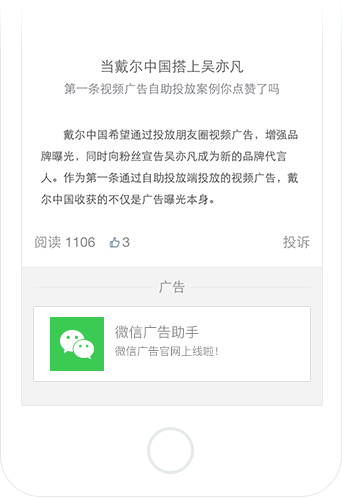 当戴尔中国搭上吴亦凡
第一条视频广告自助投放案例你点赞了吗
戴尔中国希望通过投放朋友圈视频广告，增强品
牌曝光，同时向粉丝宣告吴亦凡成为新的品牌代言
人。作为第一条通过自助投放端投放的视频广告，戴
尔中国收获的不仅是广告曝光本身。
阅读 1106 3 投诉
广告
微信广告助手
微信广告官网上线啦！